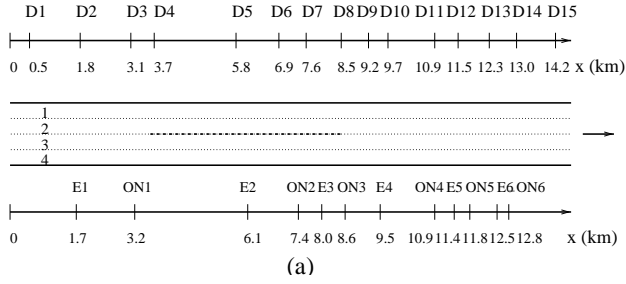 D1 D2 D3 D4 D5 D6 D7 D8 D9 D10 D11 D12 D13 D14 D15
0 0.5 1.8 3.1 3.7 5.8 6.9 7.6 8.5 9.2 9.7 10.9 11.5 12.3 13.0 14.2 x (km)
1
2
3
4
E1 ON1 E2 ON2 E3 ON3 E4 ON4 E5 ON5 E6 ON6
0 1.7 3.2 6.1 7.4 8.0 8.6 9.5 10.9 11.4 11.8 12.5 12.8 x (km)
(a)